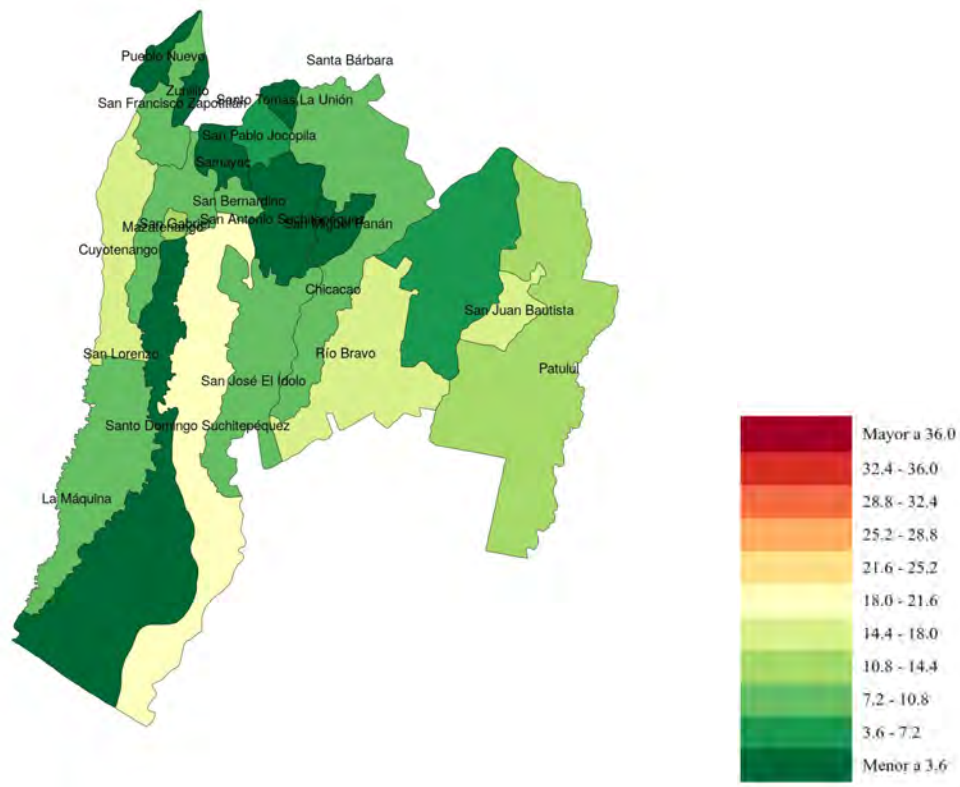 Pueblo Nuevo
Santa Bárbara
Zunilito
San Francisco Zapotitlán
Santo Tomas La Unión
San Pablo Jocopila
Samayac
San Bernardino
San Gabriel
San Antonio Suchitepéquez
San Miguel Panán
Mazatenango
Cuyotenango
Chicacao
San Juan Bautista
San Lorenzo
Río Bravo
Patulul
San José El Ídolo
Santo Domingo Suchitepéquez
La Máquina
Mayor a 36.0
32.4 - 36.0
28.8 - 32.4
25.2 - 28.8
21.6 - 25.2
18.0 - 21.6
14.4 - 18.0
10.8 - 14.4
7.2 - 10.8
3.6 - 7.2
Menor a 3.6